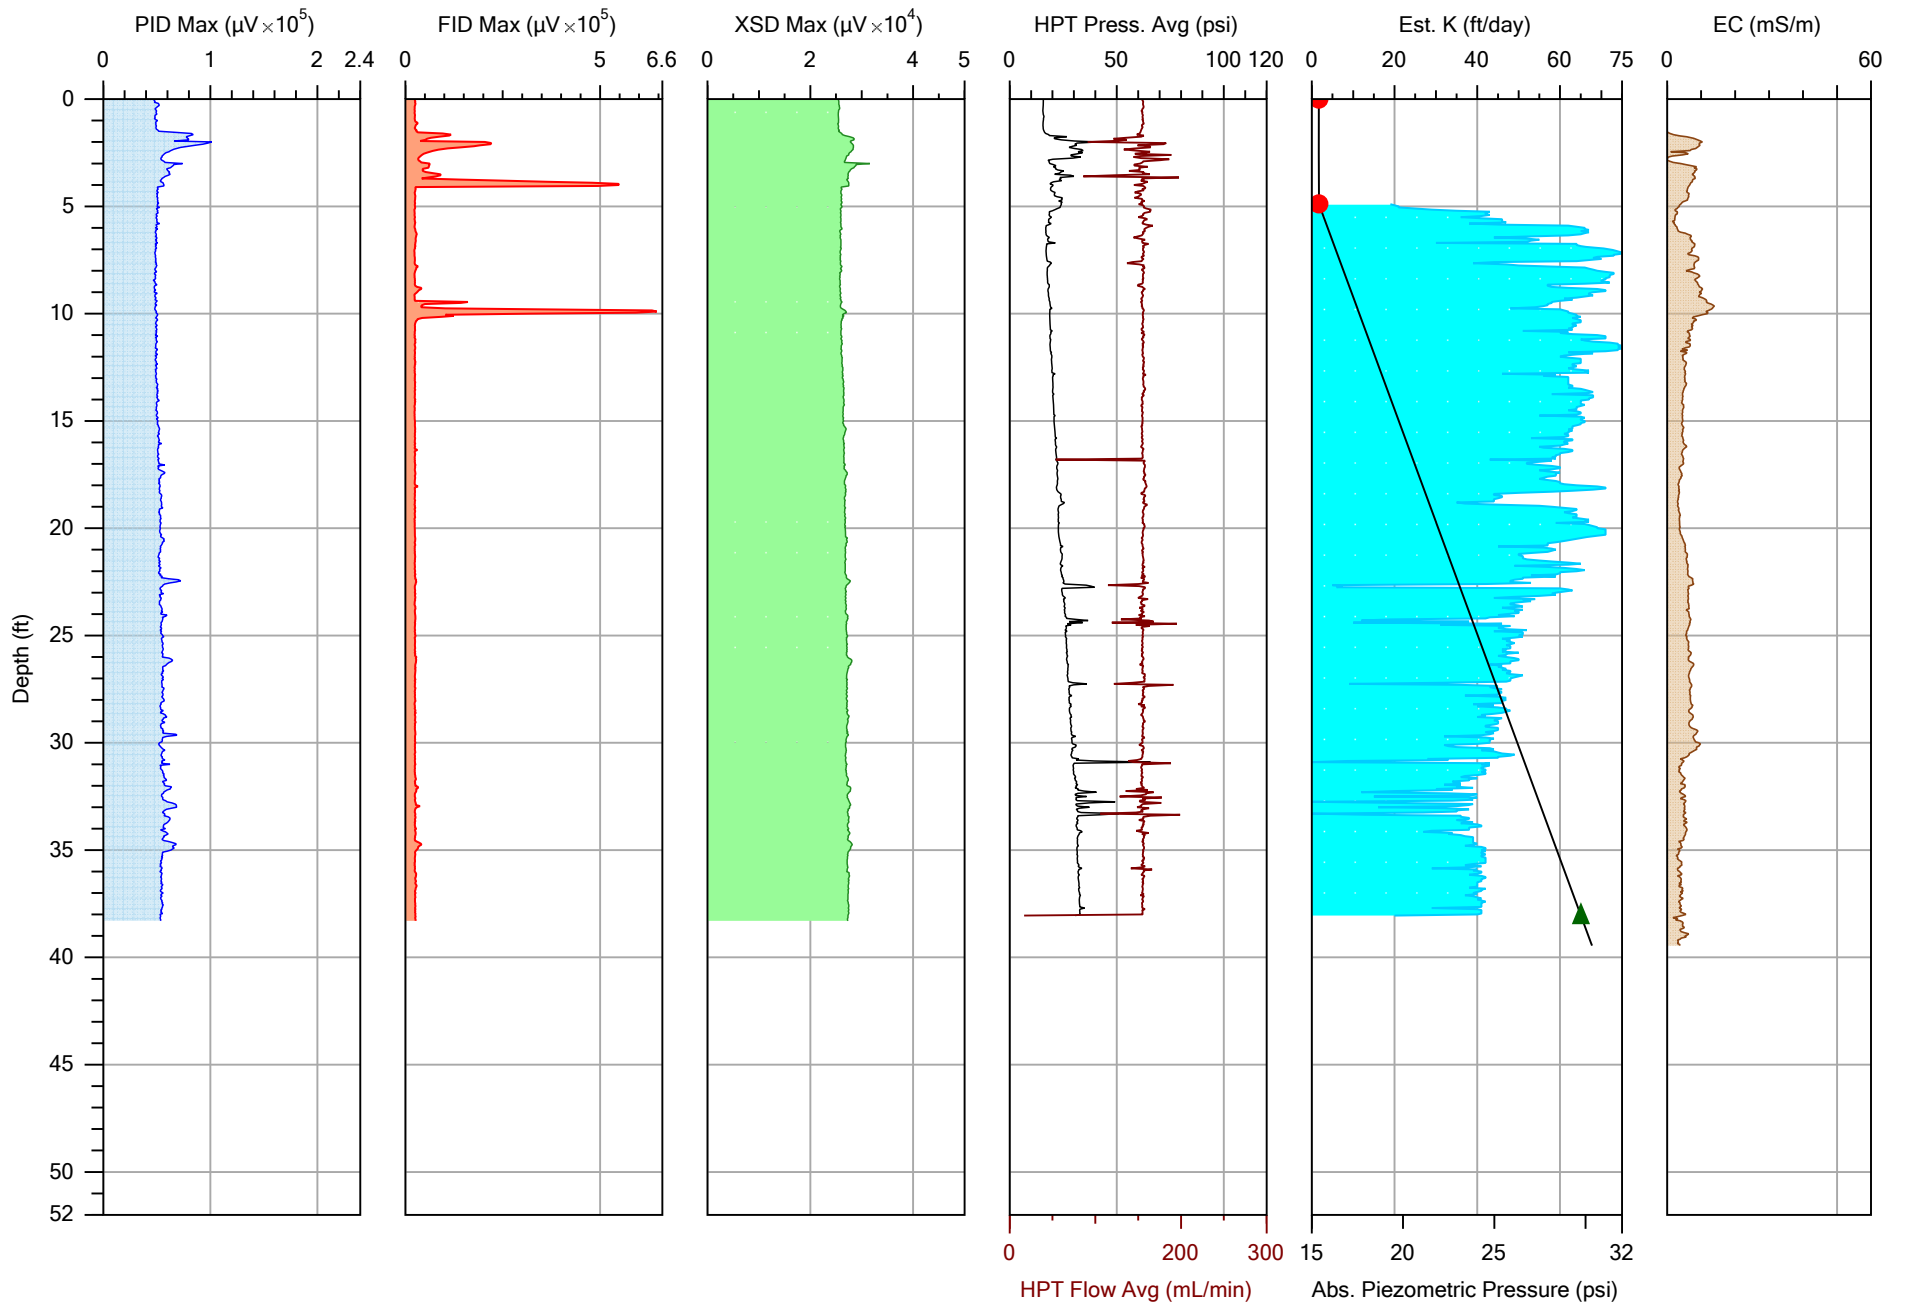 PID Max (µV×10⁵) FID Max (µV×10⁵) XSD Max (µV×10⁴) HPT Press. Avg (psi) Est. K (ft/day) EC (mS/m)
0 1 2 2.4 0 5 6.6 0 2 4 5 0 50 100 120 0 20 40 60 75 0 60
0
5
10
15
20
25
30
35
40
45
50
52
Depth (ft)
0 200 300 15 20 25 32
HPT Flow Avg (mL/min) Abs. Piezometric Pressure (psi)